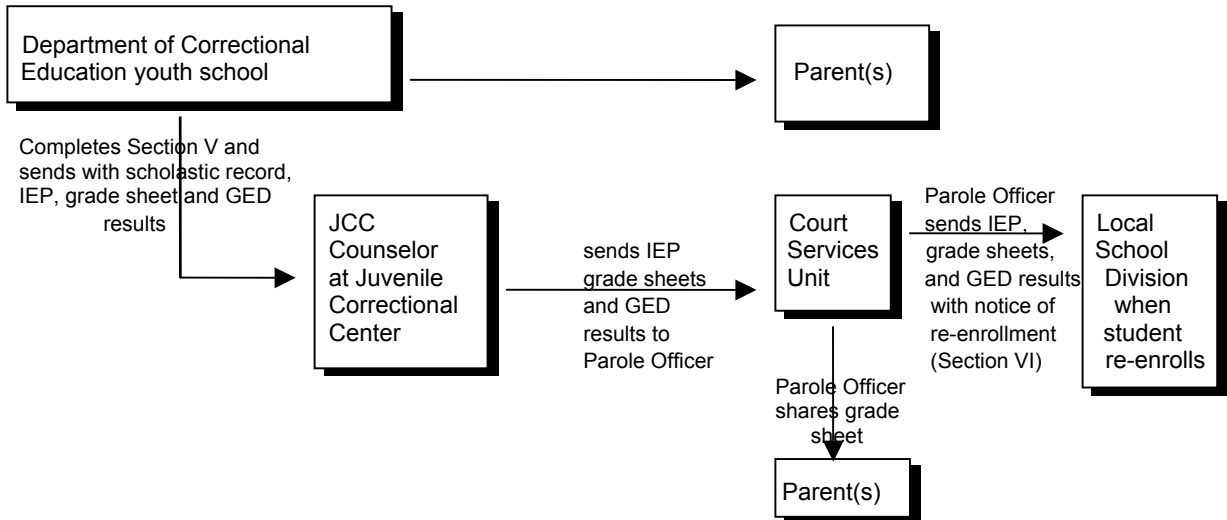 Department of Correctional
Education youth school
Parent(s)
Completes Section V and
sends with scholastic record,
IEP, grade sheet and GED
results
JCC
Counselor
at Juvenile
Correctional
Center
sends IEP
grade sheets
and GED
results to
Parole Officer
Court
Services
Unit
Parole Officer
sends IEP,
grade sheets,
and GED results
with notice of
re-enrollment
(Section VI)
Local
School
Division
when
student
re-enrolls
Parole Officer
shares grade
sheet
Parent(s)